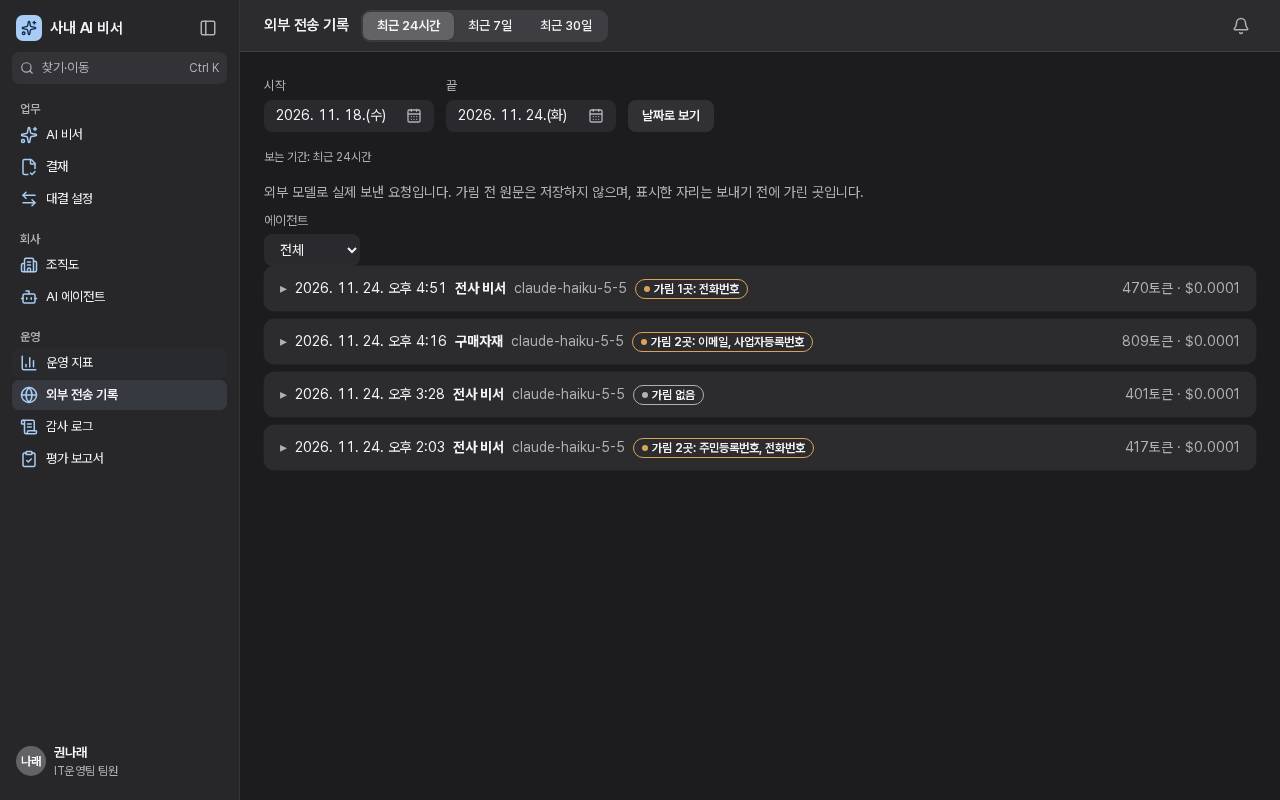 사내 AI 비서
찾기·이동 Ctrl K
업무
AI 비서
결재
대결 설정
회사
조직도
AI 에이전트
운영
운영 지표
외부 전송 기록
감사 로그
평가 보고서
나래
권나래
IT운영팀 팀원
외부 전송 기록 최근 24시간 최근 7일 최근 30일
시작 끝
2026. 11. 18.(수) 2026. 11. 24.(화) 날짜로 보기
보는 기간: 최근 24시간
외부 모델로 실제 보낸 요청입니다. 가림 전 원문은 저장하지 않으며, 표시한 자리는 보내기 전에 가린 곳입니다.
에이전트
전체
▸ 2026. 11. 24. 오후 4:51 전사 비서 claude-haiku-5-5 가림 1곳: 전화번호 470토큰 · $0.0001
▸ 2026. 11. 24. 오후 4:16 구매자재 claude-haiku-5-5 가림 2곳: 이메일, 사업자등록번호 809토큰 · $0.0001
▸ 2026. 11. 24. 오후 3:28 전사 비서 claude-haiku-5-5 가림 없음 401토큰 · $0.0001
▸ 2026. 11. 24. 오후 2:03 전사 비서 claude-haiku-5-5 가림 2곳: 주민등록번호, 전화번호 417토큰 · $0.0001